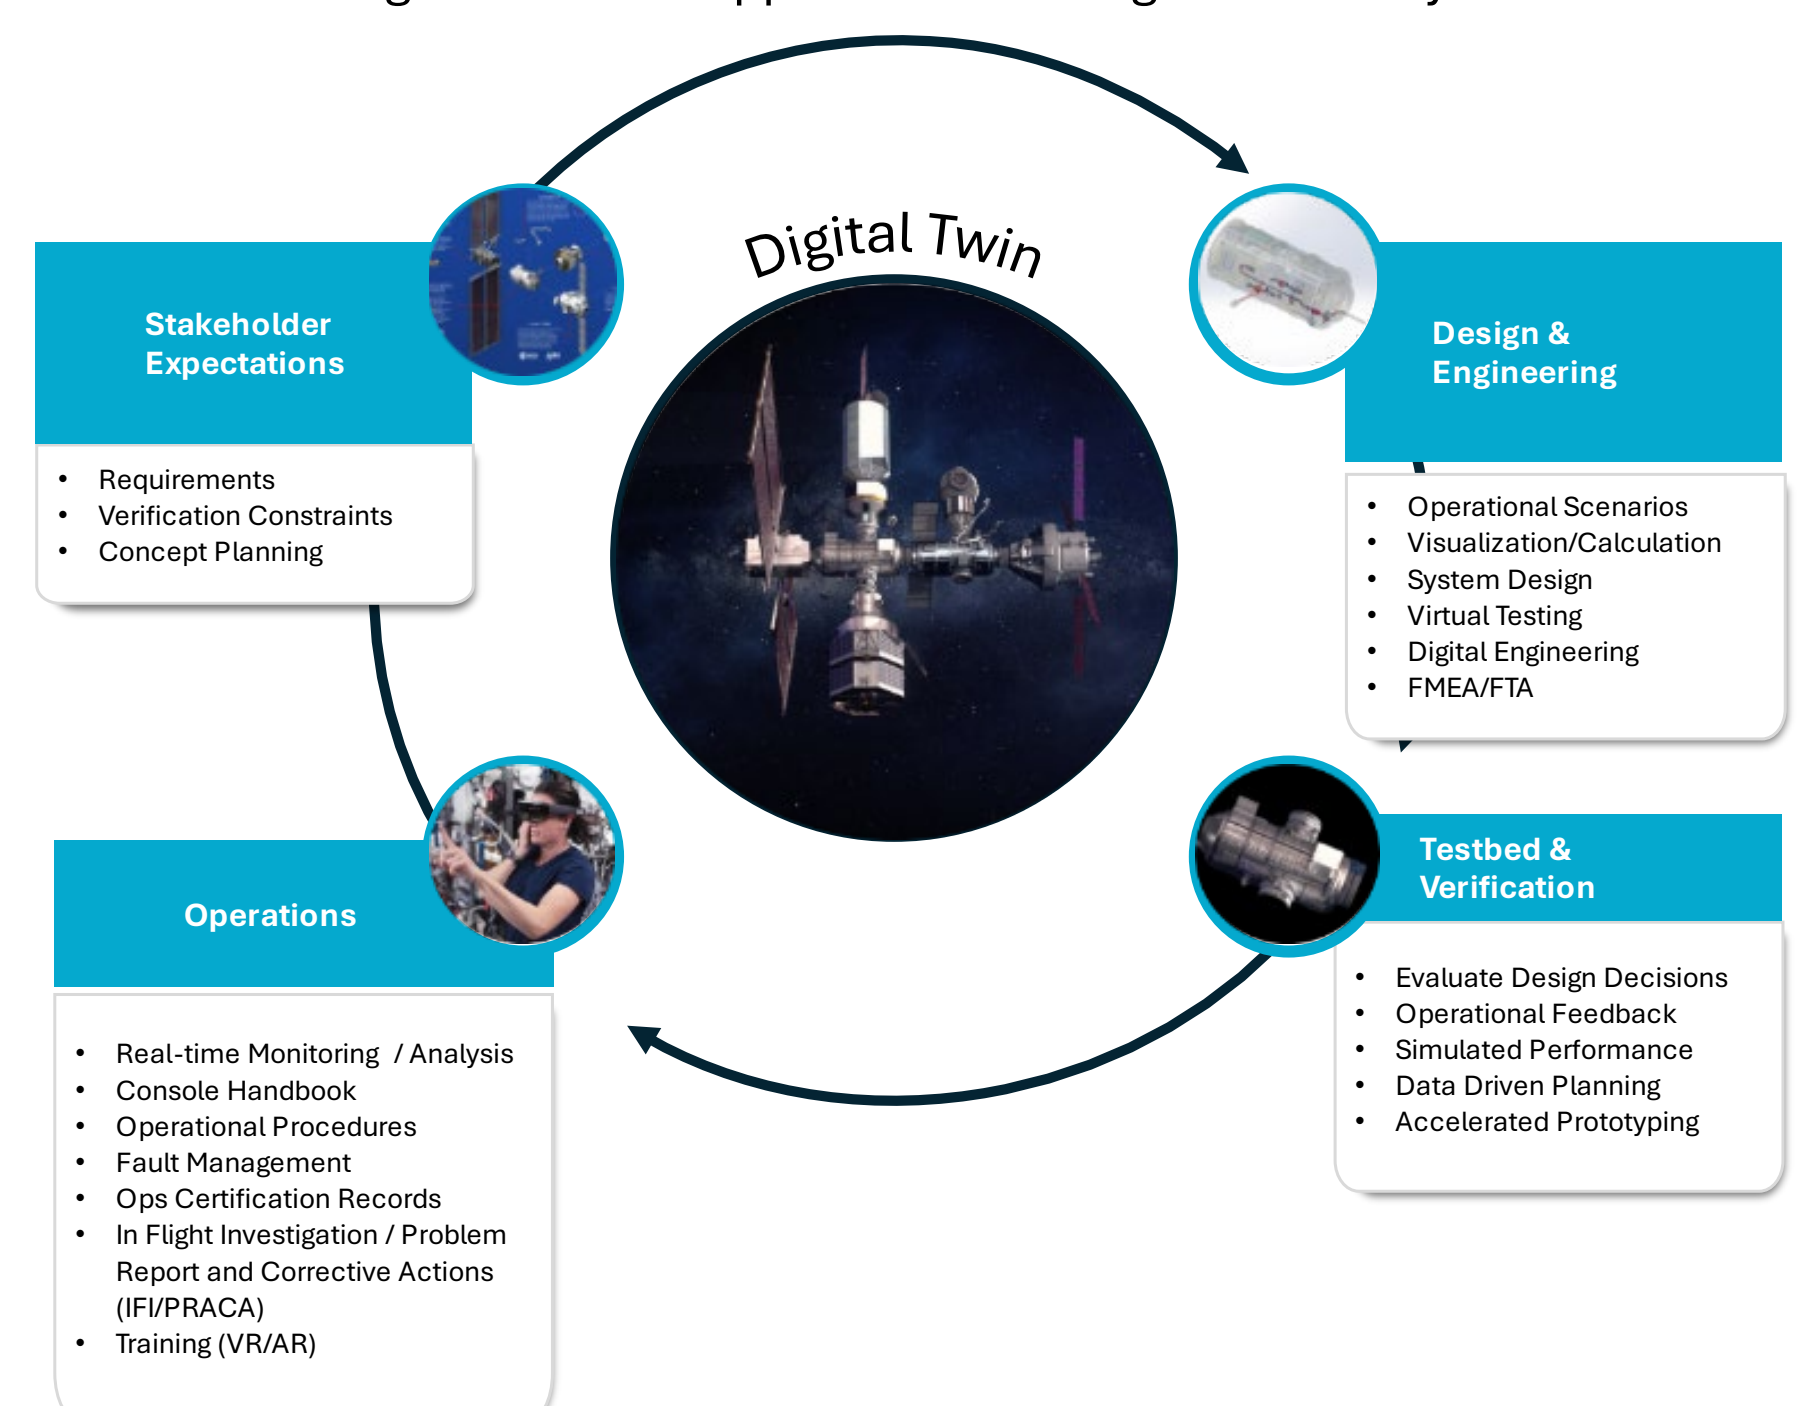 Digital Twin
Stakeholder
Expectations
• Requirements
• Verification Constraints
• Concept Planning
Design &
Engineering
• Operational Scenarios
• Visualization/Calculation
• System Design
• Virtual Testing
• Digital Engineering
• FMEA/FTA
Testbed &
Verification
• Evaluate Design Decisions
• Operational Feedback
• Simulated Performance
• Data Driven Planning
• Accelerated Prototyping
Operations
• Real-time Monitoring / Analysis
• Console Handbook
• Operational Procedures
• Fault Management
• Ops Certification Records
• In Flight Investigation / Problem
Report and Corrective Actions
(IFI/PRACA)
• Training (VR/AR)